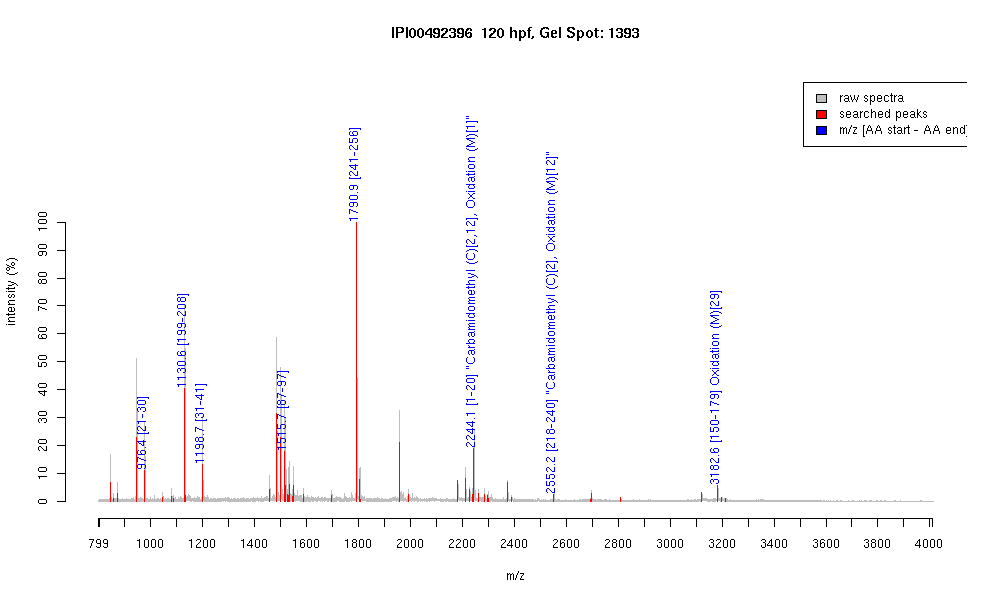 IPI00492396 120 hpf, Gel Spot: 1393
raw spectra
searched peaks
m/z [AA start - AA end]
intensity (%)
100
90
80
70
60
50
40
30
20
10
0
976.4 [21-30]
1130.6 [199-208]
1198.7 [31-41]
1515.7 [87-97]
1790.9 [241-256]
2244.1 [1-20] "Carbamidomethyl (C)[2,12], Oxidation (M)[1]"
2552.2 [218-240] "Carbamidomethyl (C)[2], Oxidation (M)[12]"
3182.6 [150-179] Oxidation (M)[29]
799 1000 1200 1400 1600 1800 2000 2200 2400 2600 2800 3000 3200 3400 3600 3800 4000
m/z